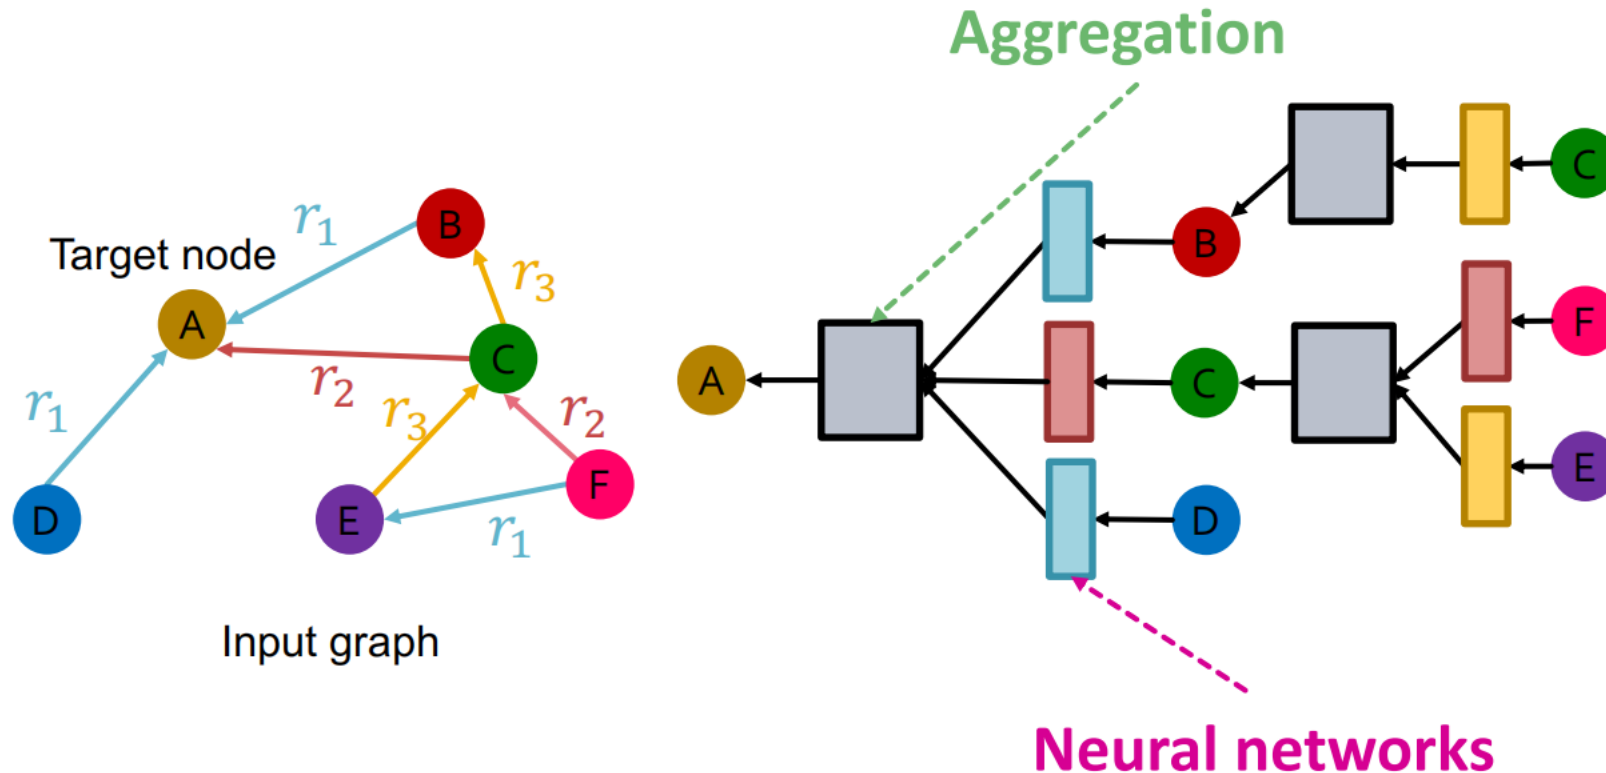 Aggregation
Target node
r₁
B
r₃
A
C
r₂
r₁
r₃
r₂
D
E
F
r₁
Input graph
C
B
F
A
C
E
D
Neural networks